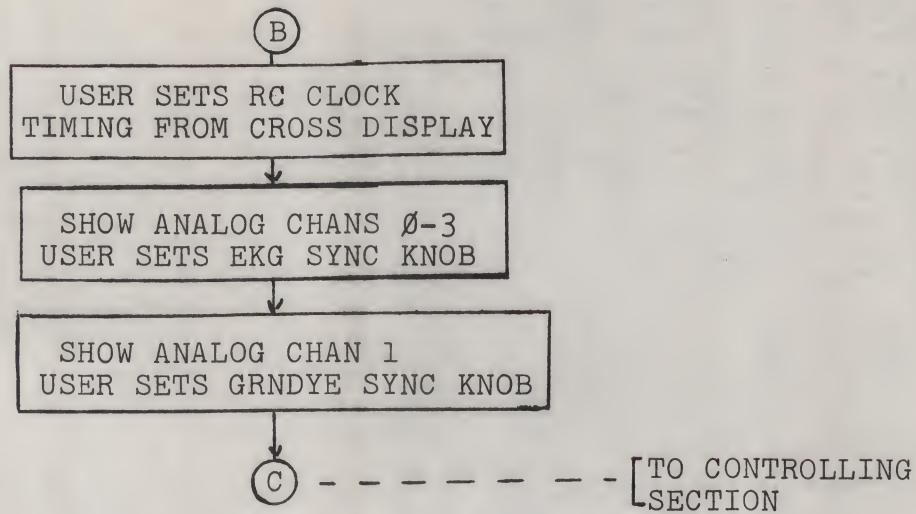 B
USER SETS RC CLOCK
TIMING FROM CROSS DISPLAY
SHOW ANALOG CHANS Ø-3
USER SETS EKG SYNC KNOB
SHOW ANALOG CHAN 1
USER SETS GRNDYE SYNC KNOB
C
TO CONTROLLING
SECTION